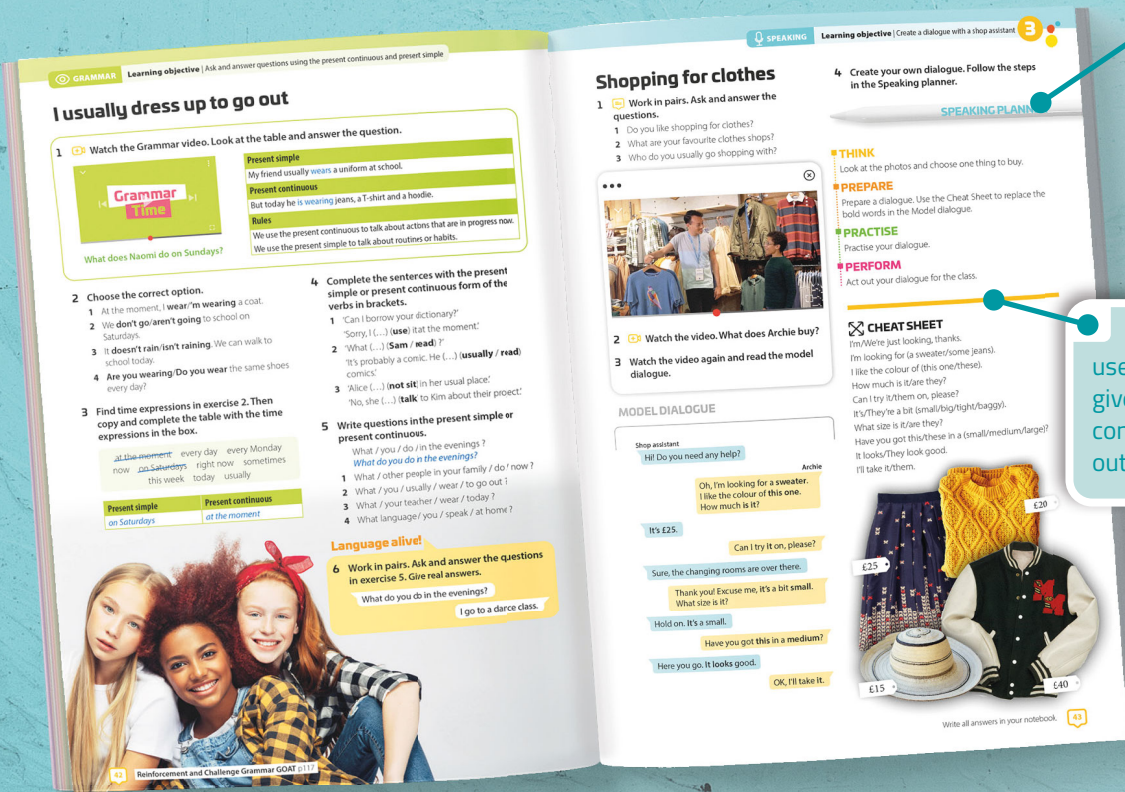 GRAMMAR
Learning objective | Ask and answer questions using the present continuous and present simple
I usually dress up to go out
1 Watch the Grammar video. Look at the table and answer the question.
Grammar
Time
What does Naomi do on Sundays?
Present simple
My friend usually wears a uniform at school.
Present continuous
But today he is wearing jeans, a T-shirt and a hoodie.
Rules
We use the present continuous to talk about actions that are in progress now.
We use the present simple to talk about routines or habits.
2 Choose the correct option.
1 At the moment, I wear/'m wearing a coat.
2 We don't go/aren't going to school on
Saturdays.
3 It doesn't rain/isn't raining. We can walk to
school today.
4 Are you wearing/Do you wear the same shoes
every day?
3 Find time expressions in exercise 2. Then
copy and complete the table with the time
expressions in the box.
at the moment every day every Monday
now on Saturdays right now sometimes
this week today usually
Present simple Present continuous
on Saturdays at the moment
4 Complete the sentences with the present
simple or present continuous form of the
verbs in brackets.
1 'Can I borrow your dictionary?'
'Sorry, I (…) (use) it at the moment.'
2 'What (…) (Sam / read) ?'
'It's probably a comic. He (…) (usually / read)
comics.'
3 'Alice (…) (not sit) in her usual place.'
'No, she (…) (talk) to Kim about their project.'
5 Write questions in the present simple or
present continuous.
What / you / do / in the evenings ?
What do you do in the evenings?
1 What / other people in your family / do / now ?
2 What / you / usually / wear / to go out ?
3 What / your teacher / wear / today ?
4 What language / you / speak / at home ?
Language alive!
6 Work in pairs. Ask and answer the questions
in exercise 5. Give real answers.
What do you do in the evenings?
I go to a dance class.
42
Reinforcement and Challenge Grammar GOAT p117
SPEAKING
Learning objective | Create a dialogue with a shop assistant
3
Shopping for clothes
1 Work in pairs. Ask and answer the
questions.
1 Do you like shopping for clothes?
2 What are your favourite clothes shops?
3 Who do you usually go shopping with?
2 Watch the video. What does Archie buy?
3 Watch the video again and read the model
dialogue.
MODEL DIALOGUE
Shop assistant
Hi! Do you need any help?
Archie
Oh, I'm looking for a sweater.
I like the colour of this one.
How much is it?
It's £25.
Can I try it on, please?
Sure, the changing rooms are over there.
Thank you! Excuse me, it's a bit small.
What size is it?
Hold on. It's a small.
Have you got this in a medium?
Here you go. It looks good.
OK, I'll take it.
4 Create your own dialogue. Follow the steps
in the Speaking planner.
SPEAKING PLANN
THINK
Look at the photos and choose one thing to buy.
PREPARE
Prepare a dialogue. Use the Cheat Sheet to replace the
bold words in the Model dialogue.
PRACTISE
Practise your dialogue.
PERFORM
Act out dialogue for the class.
CHEAT SHEET
I'm/We're just looking, thanks.
I'm looking for (a sweater/some jeans).
I like the colour of (this one/these).
How much is it/are they?
Can I try it/them on, please?
It's/They're a bit (small/big/tight/baggy).
What size is it/are they?
Have you got this/these in a (small/medium/large)?
It looks/They look good.
I'll take it/them.
£20
£25
£15
£40
Write all answers in your notebook.
43
use
give
con
out